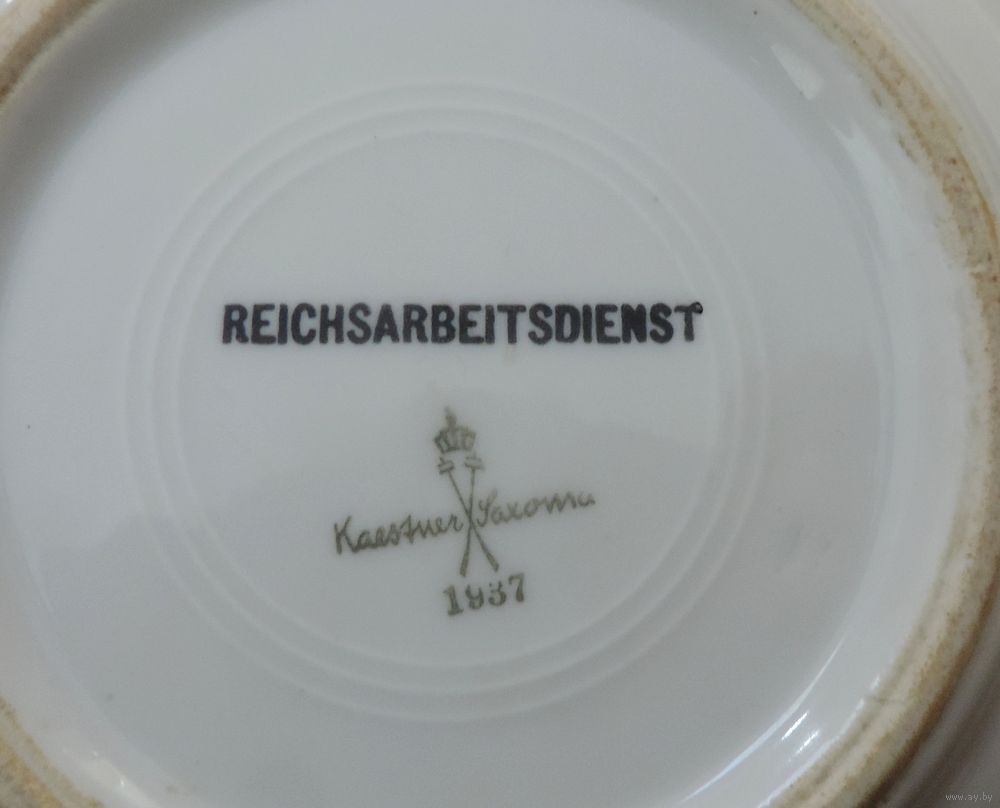 REICHSARBEITSDIENST
Kaestner Saxonia
1937
www.ay.by